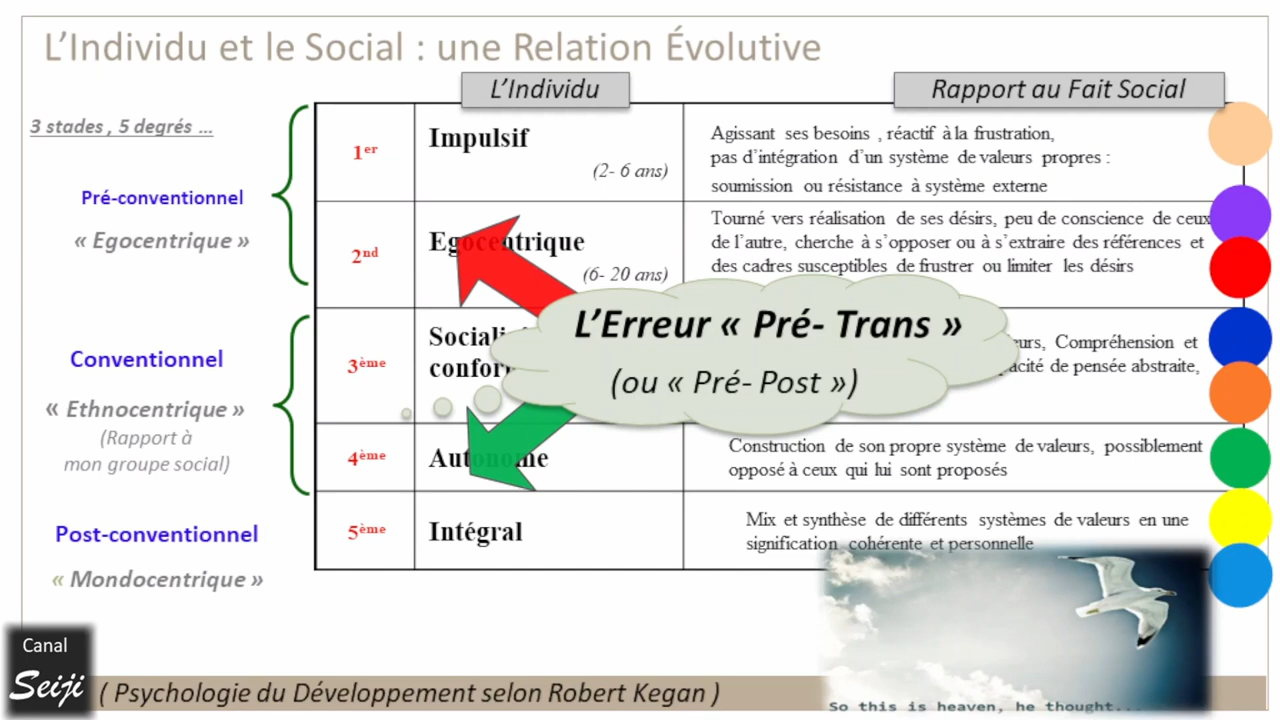 L'Individu et le Social : une Relation Évolutive
L'Individu
Rapport au Fait Social
3 stades , 5 degrés ...
Pré-conventionnel
« Egocentrique »
Conventionnel
« Ethnocentrique »
(Rapport à
mon groupe social)
Post-conventionnel
« Mondocentrique »
1er
Impulsif
(2- 6 ans)
Agissant ses besoins , réactif à la frustration,
pas d'intégration d'un système de valeurs propres :
soumission ou résistance à système externe
2nd
Egocentrique
(6- 20 ans)
Tourné vers réalisation de ses désirs, peu de conscience de ceux
de l'autre, cherche à s'opposer ou à s'extraire des références et
des cadres susceptibles de frustrer ou limiter les désirs
3ème
Compréhension et
de pensée abstraite,
L'Erreur « Pré- Trans »
(ou « Pré- Post »)
4ème
Autonome
Construction de son propre système de valeurs, possiblement
opposé à ceux qui lui sont proposés
5ème
Intégral
Mix et synthèse de différents systèmes de valeurs en une
signification cohérente et personnelle
Canal
Seiji
( Psychologie du Développement selon Robert Kegan )
So this is heaven, he thought...